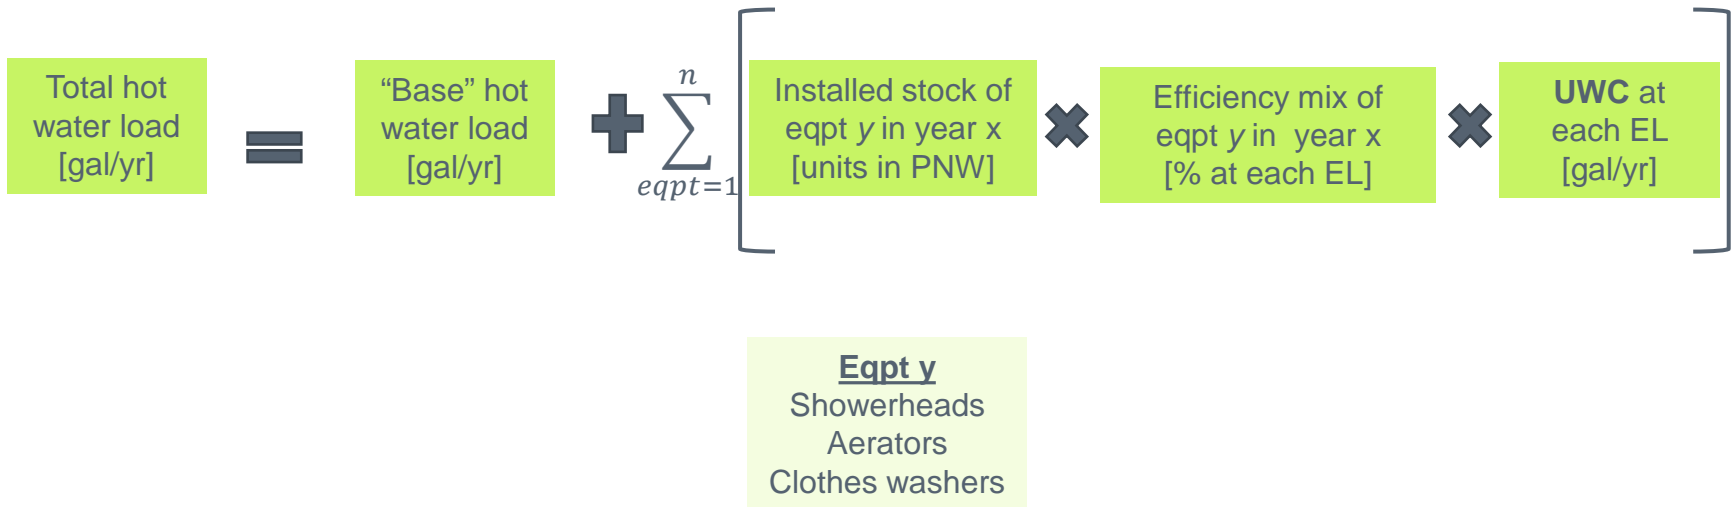 Total hot
water load
[gal/yr]
=
“Base” hot
water load
[gal/yr]
+
n
∑
eqpt=1
[
Installed stock of
eqpt y in year x
[units in PNW]
×
Efficiency mix of
eqpt y in year x
[% at each EL]
×
UWC at
each EL
[gal/yr]
]
Eqpt y
Showerheads
Aerators
Clothes washers